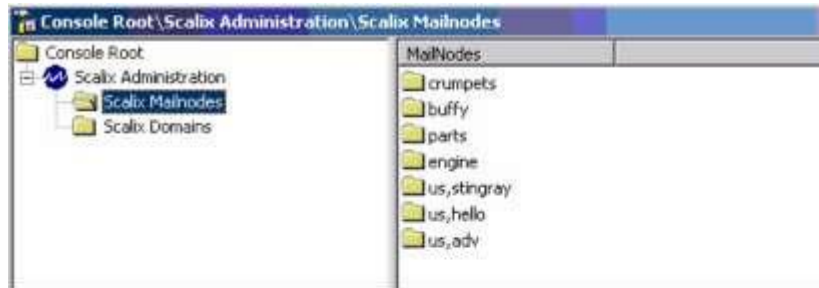 Console Root\Scalix Administration\Scalix Mailnodes
Console Root
Scalix Administration
Scalix Mailnodes
Scalix Domains
MailNodes
crumpets
buffy
parts
engine
us,stingray
us,hello
us,adv